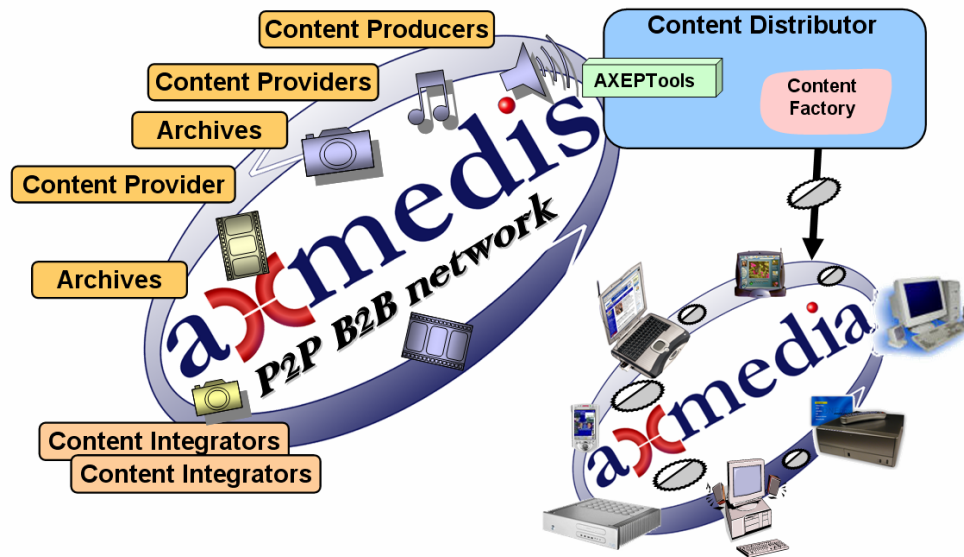 Content Producers
Content Distributor
Content Providers
AXEPTools
Content
Factory
Archives
Content Provider
Archives
axmedis
P2P B2B network
Content Integrators
Content Integrators
axmedia